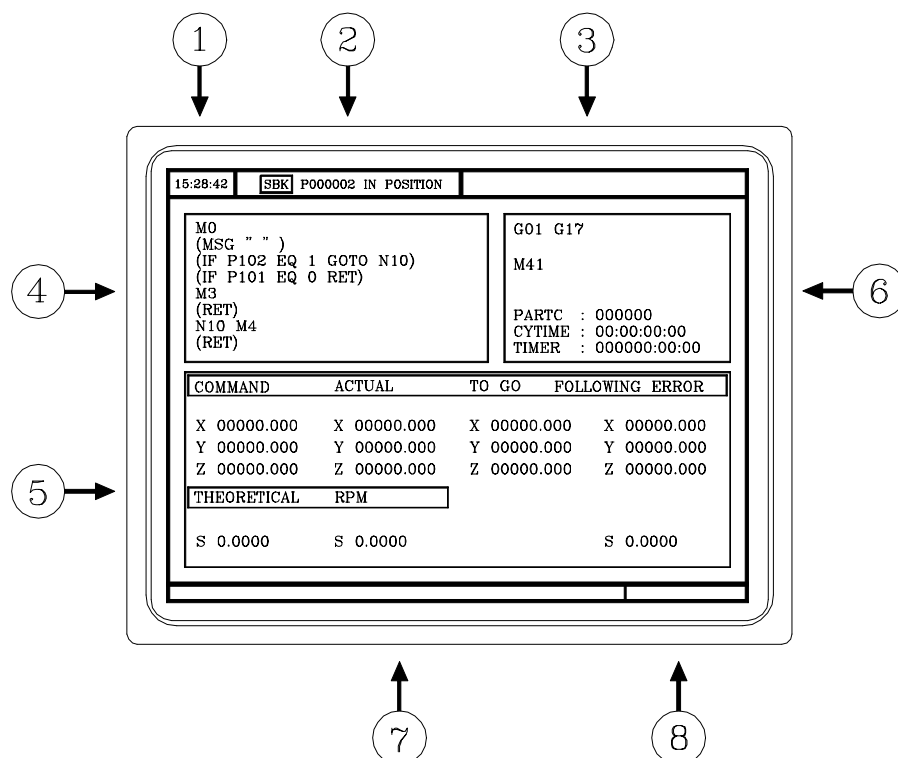 1 2 3
15:28:42 SBK P000002 IN POSITION
M0
(MSG " " )
(IF P102 EQ 1 GOTO N10)
(IF P101 EQ 0 RET)
M3
(RET)
N10 M4
(RET)
G01 G17
M41
PARTC : 000000
CYTIME : 00:00:00:00
TIMER : 000000:00:00
4
6
COMMAND ACTUAL TO GO FOLLOWING ERROR
X 00000.000 X 00000.000 X 00000.000 X 00000.000
Y 00000.000 Y 00000.000 Y 00000.000 Y 00000.000
Z 00000.000 Z 00000.000 Z 00000.000 Z 00000.000
5
THEORETICAL RPM
S 0.0000 S 0.0000 S 0.0000
7 8